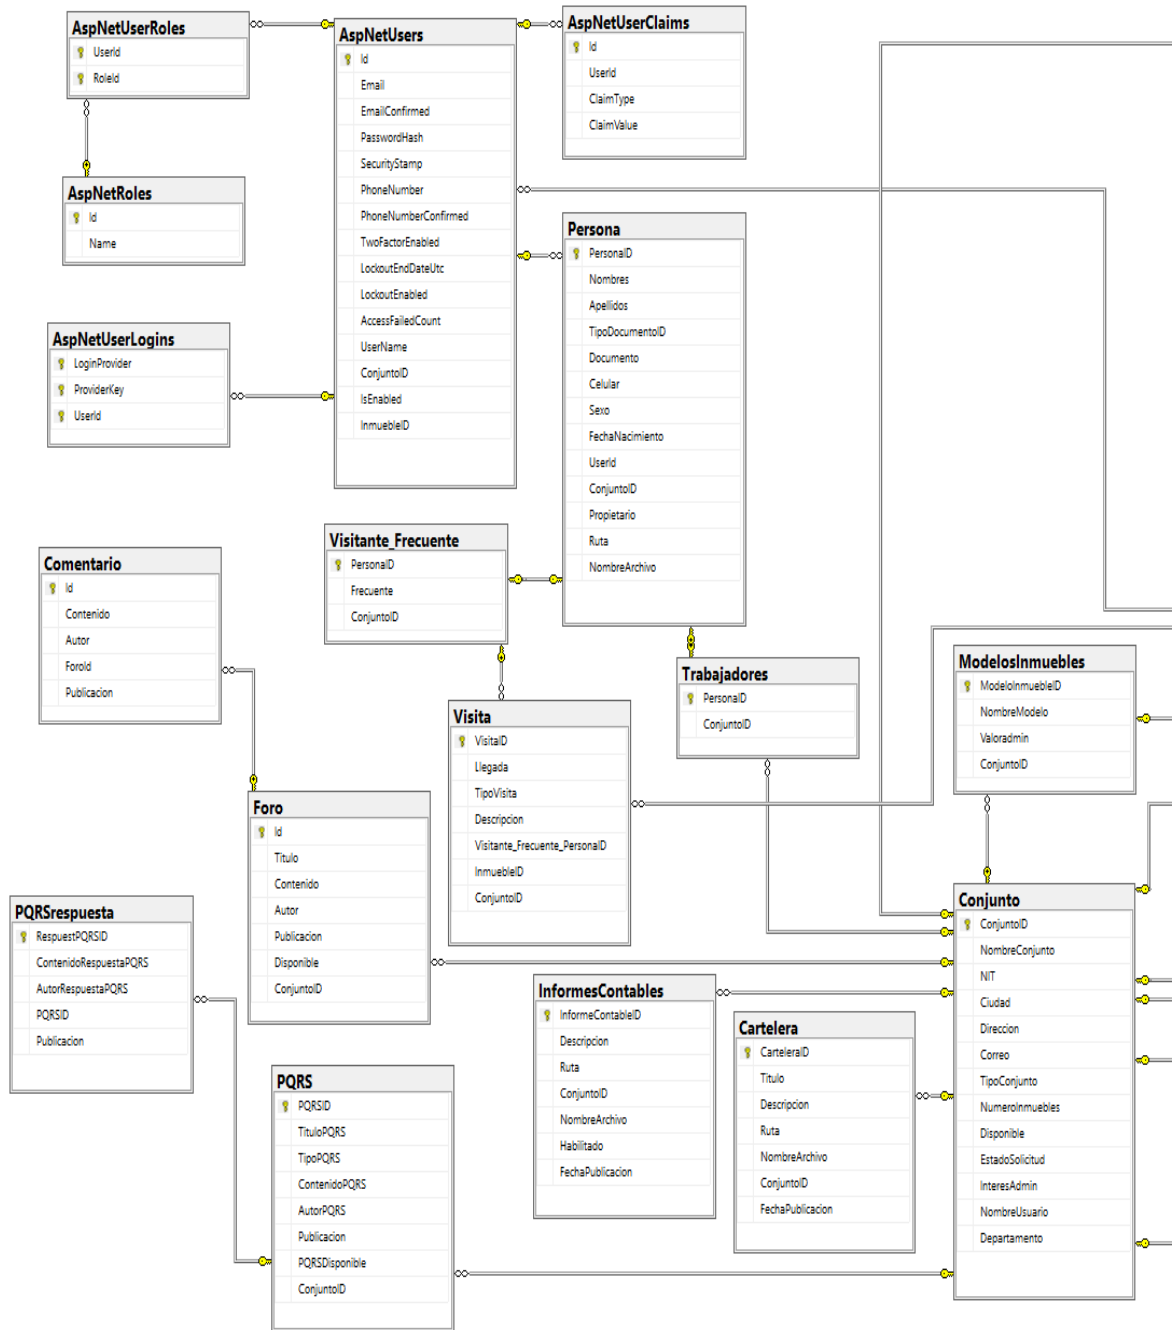 AspNetUserRoles
UserId
RoleId
AspNetUsers
Id
Email
EmailConfirmed
PasswordHash
SecurityStamp
PhoneNumber
PhoneNumberConfirmed
TwoFactorEnabled
LockoutEndDateUtc
LockoutEnabled
AccessFailedCount
UserName
ConjuntoID
IsEnabled
InmuebleID
AspNetUserClaims
Id
UserId
ClaimType
ClaimValue
AspNetRoles
Id
Name
Persona
PersonaID
Nombres
Apellidos
TipoDocumentoID
Documento
Celular
Sexo
FechaNacimiento
UserId
ConjuntoID
Propietario
Ruta
NombreArchivo
AspNetUserLogins
LoginProvider
ProviderKey
UserId
Visitante_Frecuente
PersonaID
Frecuente
ConjuntoID
Comentario
Id
Contenido
Autor
ForoId
Publicacion
Trabajadores
PersonaID
ConjuntoID
ModelosInmuebles
ModeloInmuebleID
NombreModelo
Valoradmin
ConjuntoID
Visita
VisitaID
Llegada
TipoVisita
Descripcion
Visitante_Frecuente_PersonaID
InmuebleID
ConjuntoID
Foro
Id
Titulo
Contenido
Autor
Publicacion
Disponible
ConjuntoID
PQRSrespuesta
RespuestPQRSID
ContenidoRespuestaPQRS
AutorRespuestaPQRS
PQRSID
Publicacion
Conjunto
ConjuntoID
NombreConjunto
NIT
Ciudad
Direccion
Correo
TipoConjunto
NumeroInmuebles
Disponible
EstadoSolicitud
InteresAdmin
NombreUsuario
Departamento
InformesContables
InformeContableID
Descripcion
Ruta
ConjuntoID
NombreArchivo
Habilitado
FechaPublicacion
Cartelera
CarteleraID
Titulo
Descripcion
Ruta
NombreArchivo
ConjuntoID
FechaPublicacion
PQRS
PQRSID
TituloPQRS
TipoPQRS
ContenidoPQRS
AutorPQRS
Publicacion
PQRSDisponible
ConjuntoID